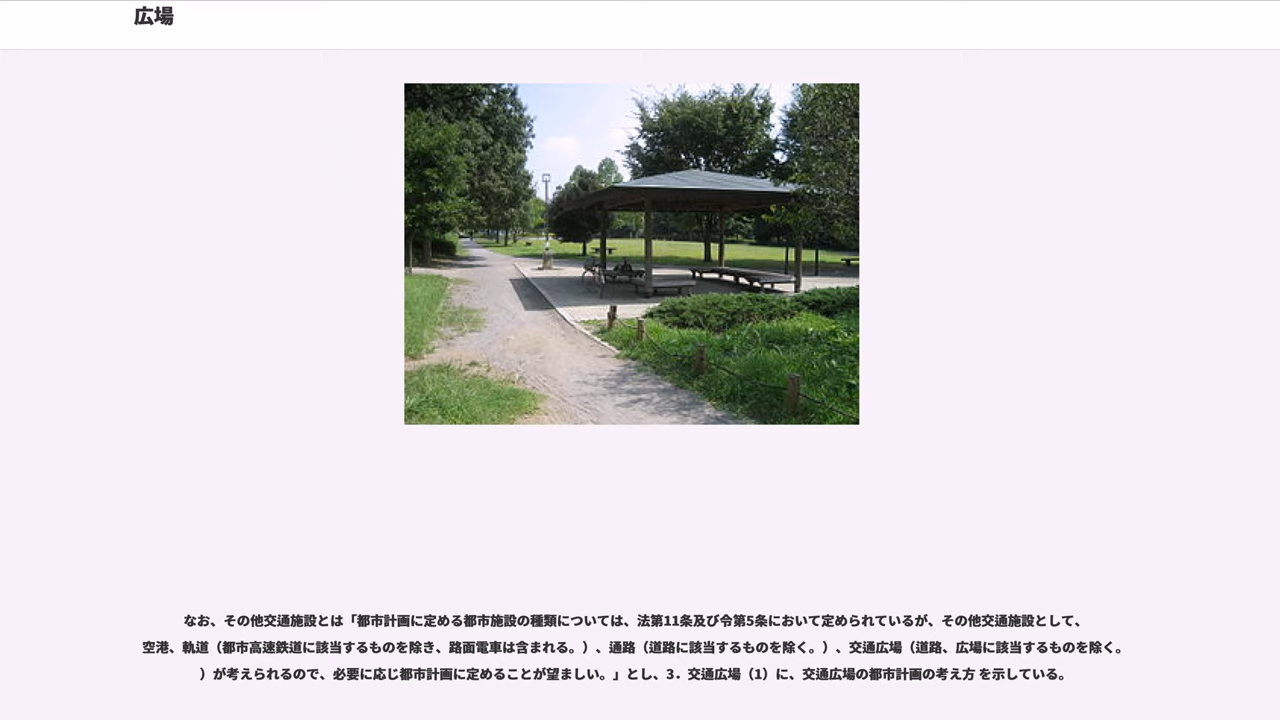 広場
なお、その他交通施設とは「都市計画に定める都市施設の種類については、法第11条及び令第5条において定められているが、その他交通施設として、
空港、軌道（都市高速鉄道に該当するものを除き、路面電車は含まれる。）、通路（道路に該当するものを除く。）、交通広場（道路、広場に該当するものを除く。
）が考えられるので、必要に応じ都市計画に定めることが望ましい。」とし、3．交通広場（1）に、交通広場の都市計画の考え方 を示している。